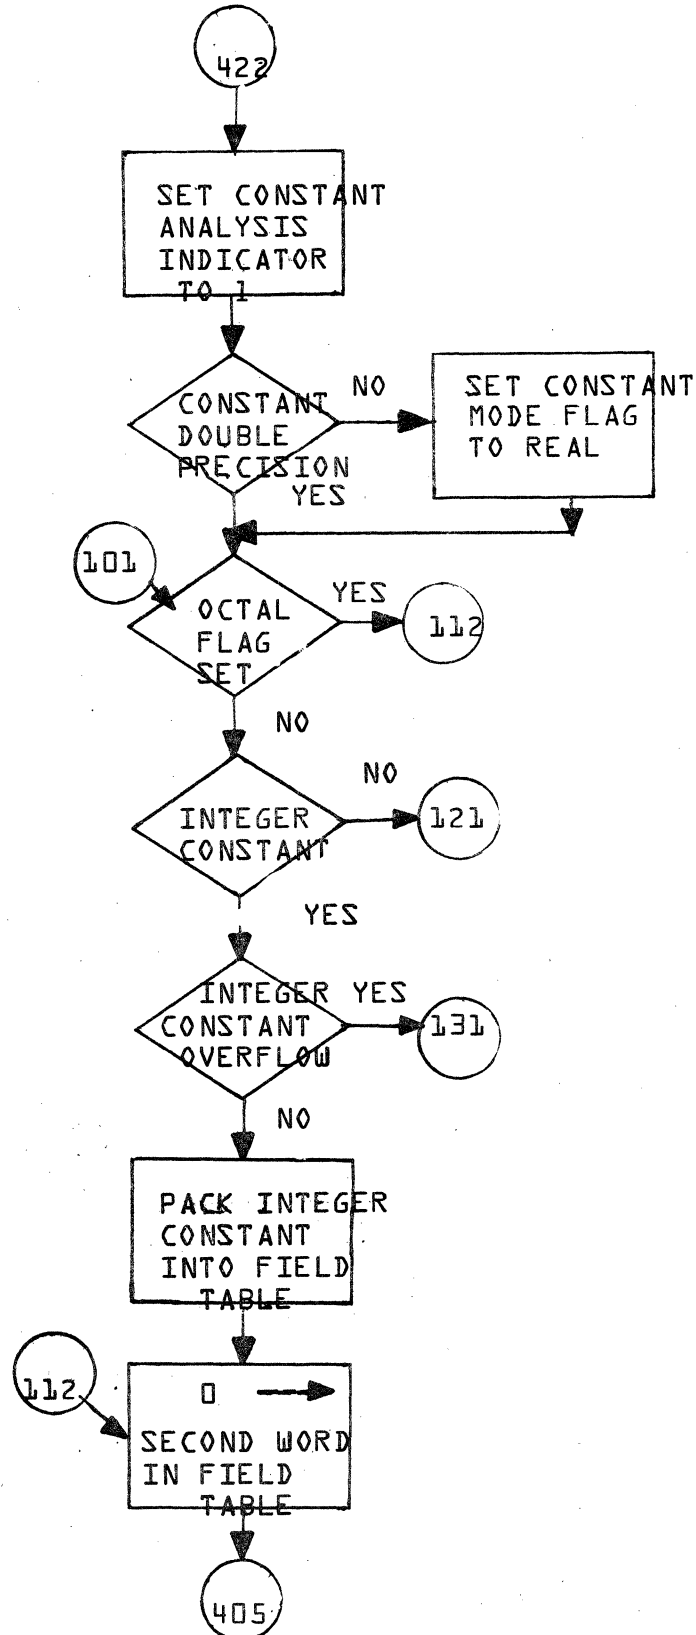 422
SET CONSTANT
ANALYSIS
INDICATOR
TO 1
CONSTANT
DOUBLE
PRECISION
NO
SET CONSTANT
MODE FLAG
TO REAL
YES
101
OCTAL
FLAG
SET
YES
112
NO
INTEGER
CONSTANT
NO
121
YES
INTEGER
CONSTANT
OVERFLOW
YES
131
NO
PACK INTEGER
CONSTANT
INTO FIELD
TABLE
112
0 →
SECOND WORD
IN FIELD
TABLE
405